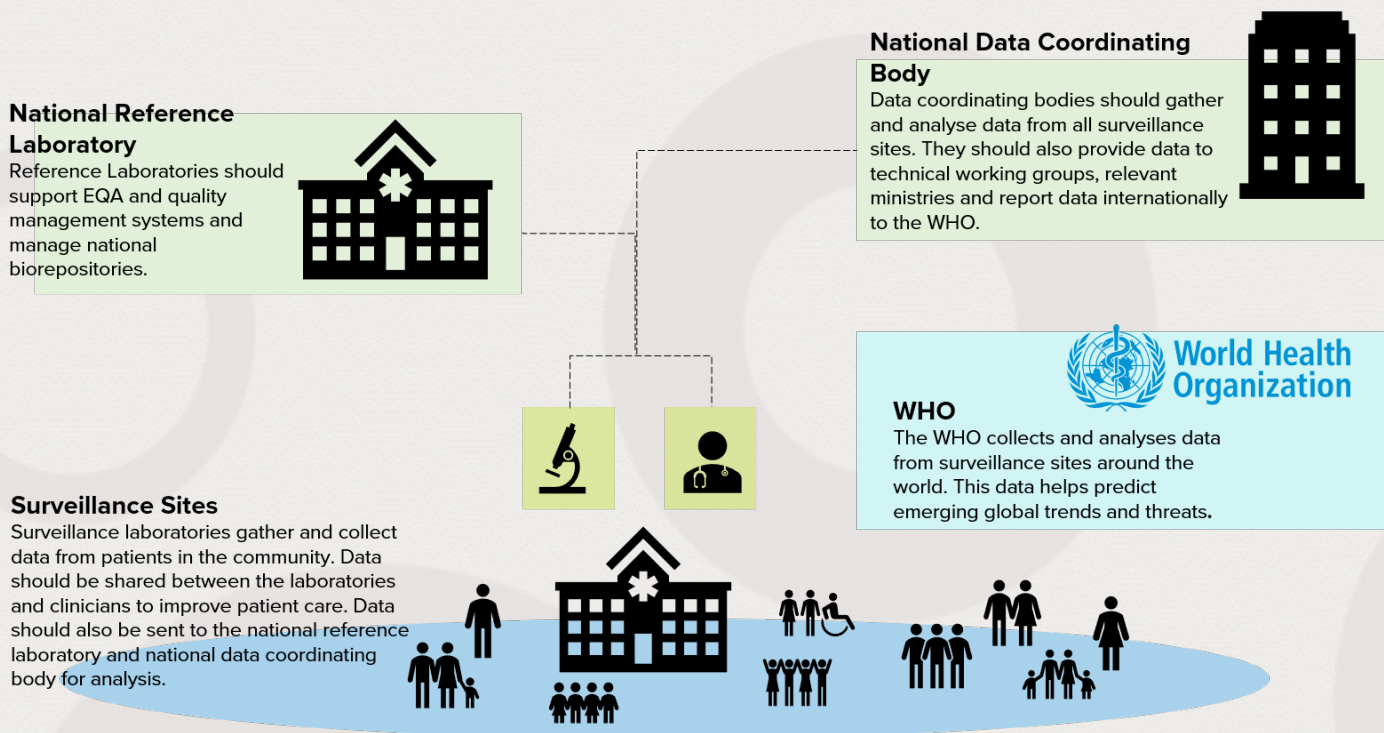 National Reference
Laboratory
Reference Laboratories should
support EQA and quality
management systems and
manage national
biorepositories.
National Data Coordinating
Body
Data coordinating bodies should gather
and analyse data from all surveillance
sites. They should also provide data to
technical working groups, relevant
ministries and report data internationally
to the WHO.
World Health
Organization
WHO
The WHO collects and analyses data
from surveillance sites around the
world. This data helps predict
emerging global trends and threats.
Surveillance Sites
Surveillance laboratories gather and collect
data from patients in the community. Data
should be shared between the laboratories
and clinicians to improve patient care. Data
should also be sent to the national reference
laboratory and national data coordinating
body for analysis.